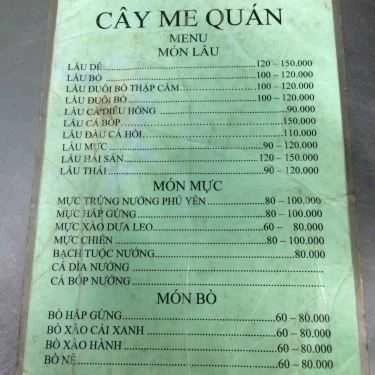 CÂY ME QUÁN
MENU
MÓN LẨU
LẨU DÊ 120 – 150.000
LẨU BÒ 100 – 120.000
LẨU ĐUÔI BÒ THẬP CẨM 100 – 120.000
LẨU ĐUÔI BÒ 100 – 120.000
LẨU CÁ DIÊU HỒNG 90.000
LẨU CÁ BỚP 150.000
LẨU ĐẦU CÁ HỒI 110.000
LẨU MỰC 90 – 120.000
LẨU HẢI SẢN 120 – 150.000
LẨU THÁI 90 – 120.000
MÓN MỰC
MỰC TRỨNG NƯỚNG PHÚ YÊN 80 – 100.000
MỰC HẤP GỪNG 80 – 100.000
MỰC XÀO DƯA LEO 60 – 80.000
MỰC CHIÊN 80 – 100.000
BẠCH TUỘC NƯỚNG 80.000
CÁ DÌA NƯỚNG
CÁ BỚP NƯỚNG
MÓN BÒ
BÒ HẤP GỪNG 60 – 80.000
BÒ XÀO CẢI XANH 60 – 80.000
BÒ XÀO HÀNH 60 – 80.000
BÒ NÉ 60 – 80.000